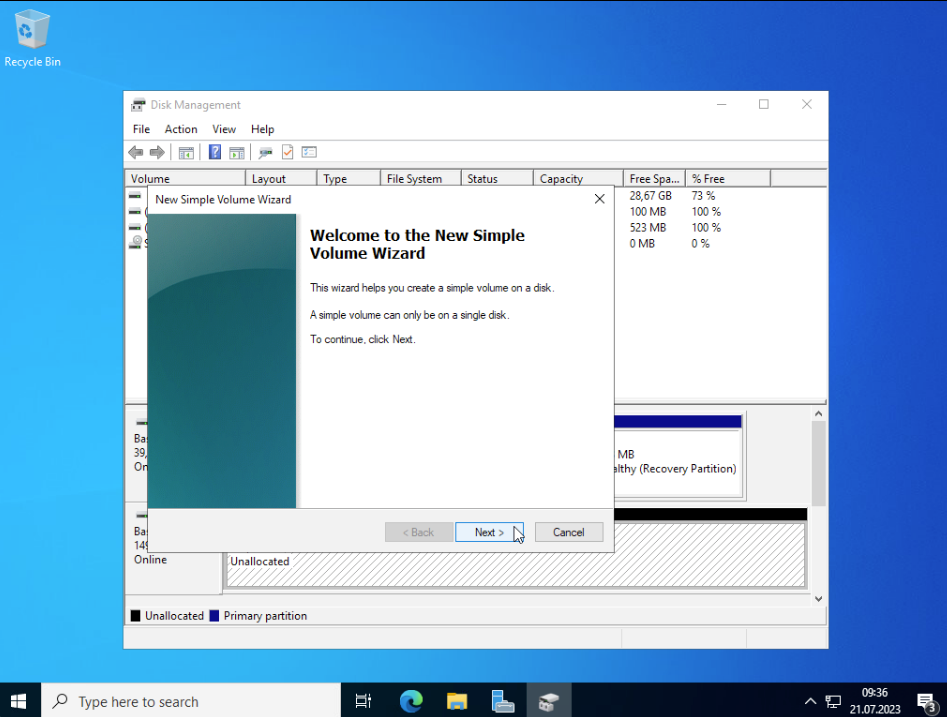 Recycle Bin
Disk Management
File Action View Help
Volume Layout Type File System Status Capacity Free Spa... % Free
28,67 GB 73 %
100 MB 100 %
523 MB 100 %
0 MB 0 %
New Simple Volume Wizard
Welcome to the New Simple
Volume Wizard
This wizard helps you create a simple volume on a disk.
A simple volume can only be on a single disk.
To continue, click Next.
< Back Next > Cancel
Ba
39,
On
MB
althy (Recovery Partition)
Ba
149
Online
Unallocated
Unallocated Primary partition
Type here to search
09:36
21.07.2023
3